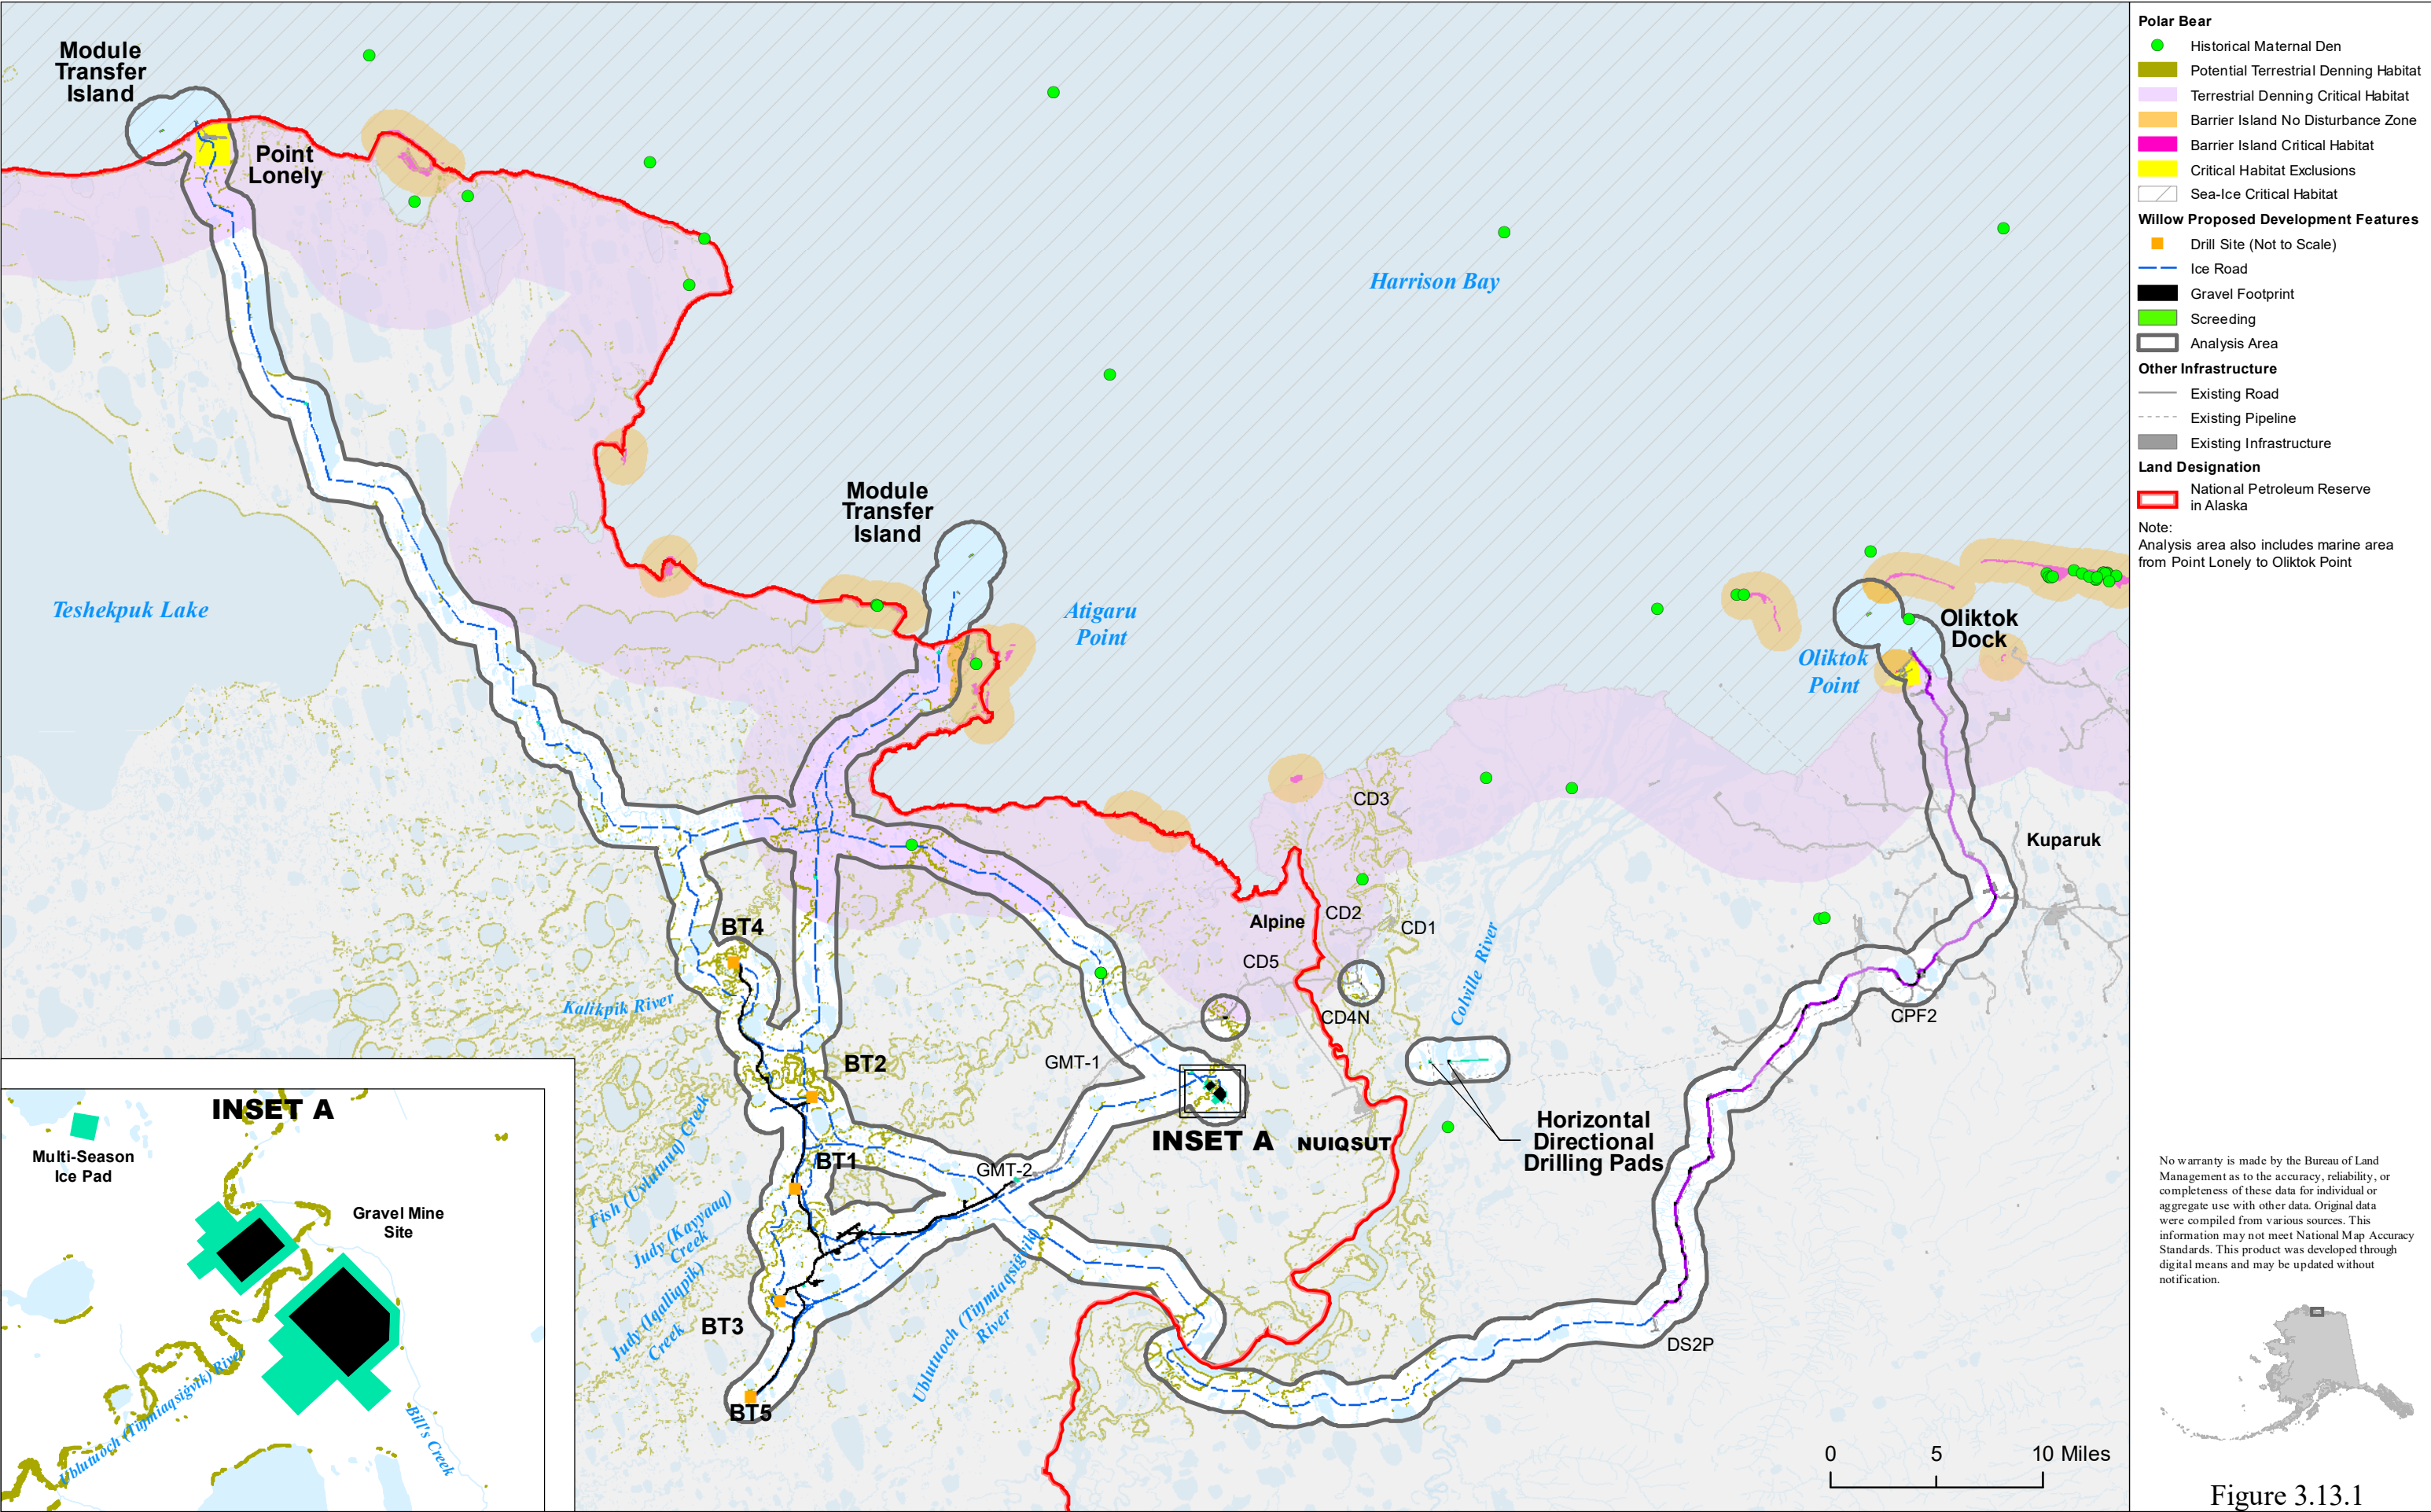 Module
Transfer
Island
Point
Lonely
Harrison Bay
Module
Transfer
Island
Teshekpuk Lake
Atigaru
Point
Oliktok
Dock
Oliktok
Point
CD3
Kuparuk
Alpine
CD2
CD1
BT4
CD5
Kalikpik River
Colville River
CD4N
CPF2
GMT-1
BT2
INSET A
NUIQSUT
Horizontal
Directional
Drilling Pads
BT1
GMT-2
Fish (Uvlutuuq) Creek
Judy (Kayyaaq)
Creek
Judy (Iqalliqpik)
Creek
Ublutuoch (Tiŋmiaqsiġvik)
River
BT3
DS2P
BT5
0 5 10 Miles
INSET A
Multi-Season
Ice Pad
Gravel Mine
Site
Ublutuoch (Tiŋmiaqsiġvik) River
Bill's Creek
Polar Bear
Historical Maternal Den
Potential Terrestrial Denning Habitat
Terrestrial Denning Critical Habitat
Barrier Island No Disturbance Zone
Barrier Island Critical Habitat
Critical Habitat Exclusions
Sea-Ice Critical Habitat
Willow Proposed Development Features
Drill Site (Not to Scale)
Ice Road
Gravel Footprint
Screeding
Analysis Area
Other Infrastructure
Existing Road
Existing Pipeline
Existing Infrastructure
Land Designation
National Petroleum Reserve
in Alaska
Note:
Analysis area also includes marine area
from Point Lonely to Oliktok Point
No warranty is made by the Bureau of Land
Management as to the accuracy, reliability, or
completeness of these data for individual or
aggregate use with other data. Original data
were compiled from various sources. This
information may not meet National Map Accuracy
Standards. This product was developed through
digital means and may be updated without
notification.
Figure 3.13.1